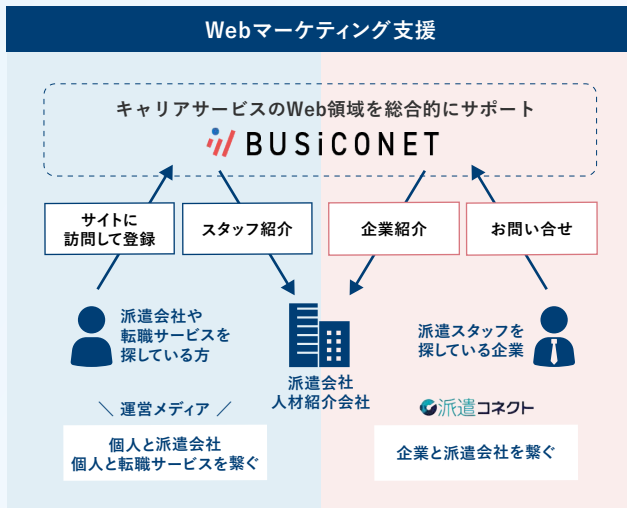 Webマーケティング支援
キャリアサービスのWeb領域を総合的にサポート
BUSiCONET
サイトに
訪問して登録
スタッフ紹介
企業紹介
お問い合せ
派遣会社や
転職サービスを
探している方
派遣会社
人材紹介会社
派遣スタッフを
探している企業
＼ 運営メディア ／
個人と派遣会社
個人と転職サービスを繋ぐ
派遣コネクト
企業と派遣会社を繋ぐ